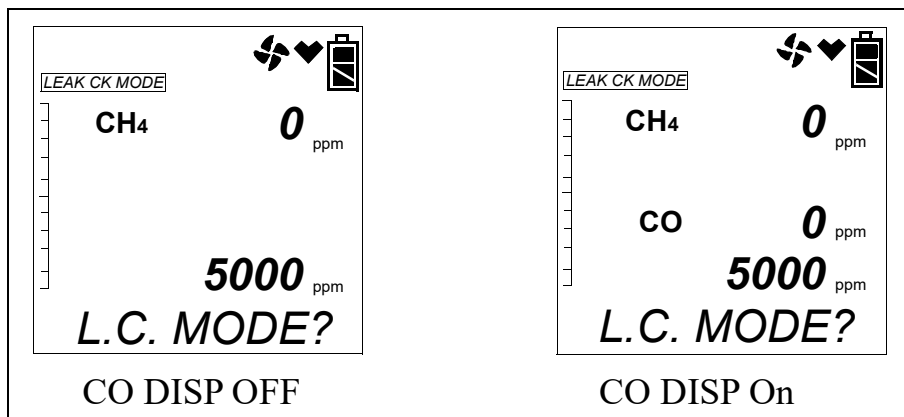 LEAK CK MODE
CH4 0 ppm
5000 ppm
L.C. MODE?
CO DISP OFF
LEAK CK MODE
CH4 0 ppm
CO 0 ppm
5000 ppm
L.C. MODE?
CO DISP On